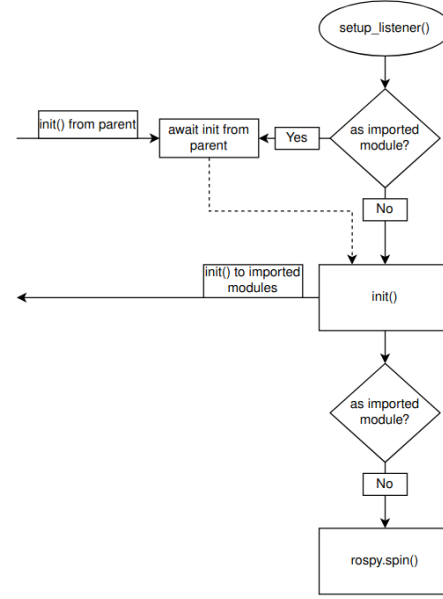 setup_listener()
init() from parent
await init from
parent
Yes
as imported
module?
No
init() to imported
modules
init()
as imported
module?
No
rospy.spin()